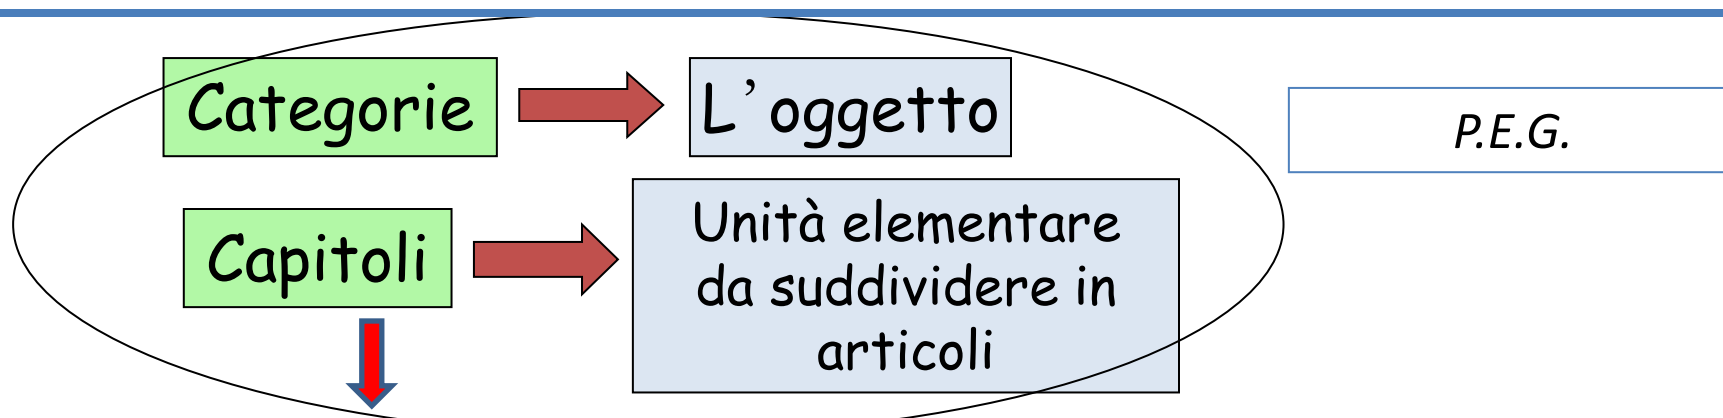 Categorie
L’oggetto
P.E.G.
Capitoli
Unità elementare
da suddividere in
articoli